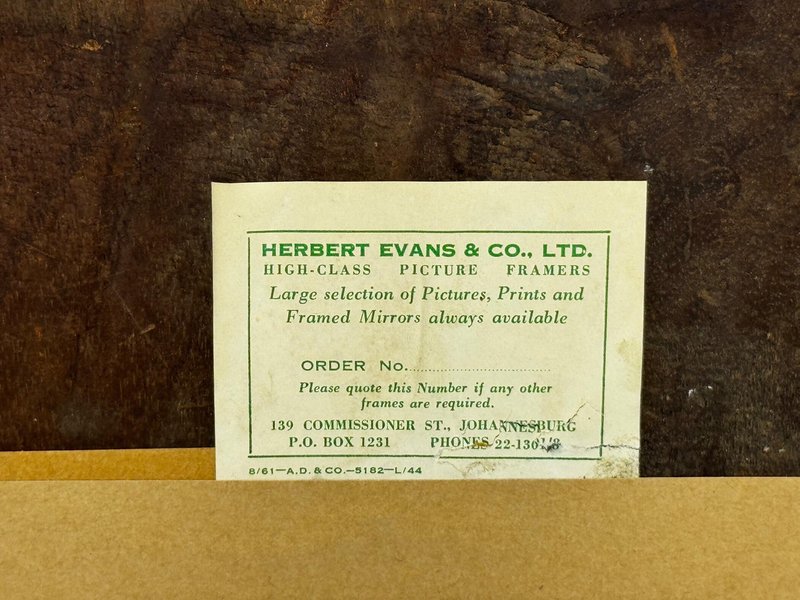 HERBERT EVANS & CO., LTD.
HIGH-CLASS PICTURE FRAMERS
Large selection of Pictures, Prints and
Framed Mirrors always available
ORDER No.
Please quote this Number if any other
frames are required.
139 COMMISSIONER ST., JOHANNESBURG
P.O. BOX 1231 PHONES
8/61—A.D. & CO.—5182—L/44